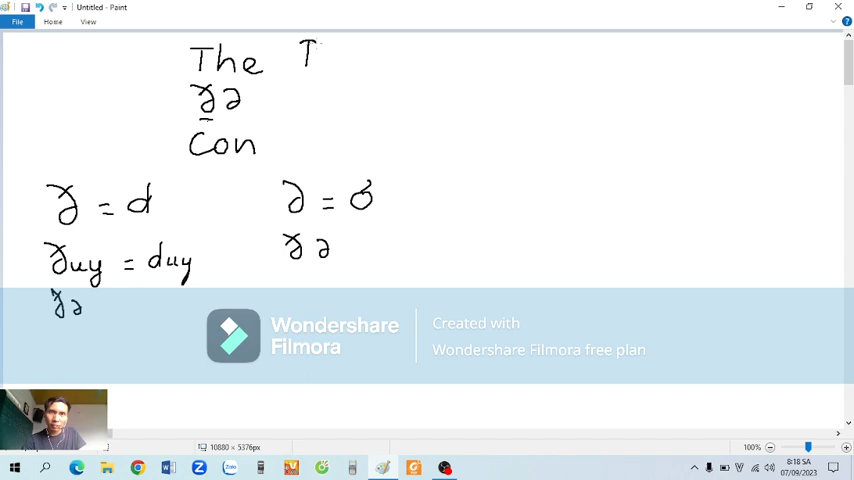 Untitled - Paint
File Home View
The T
Con
= d
= ơ
uy = duy
Wondershare Filmora
Created with
Wondershare Filmora free plan
10880 × 5376px
100%
8:18 SA
07/09/2023